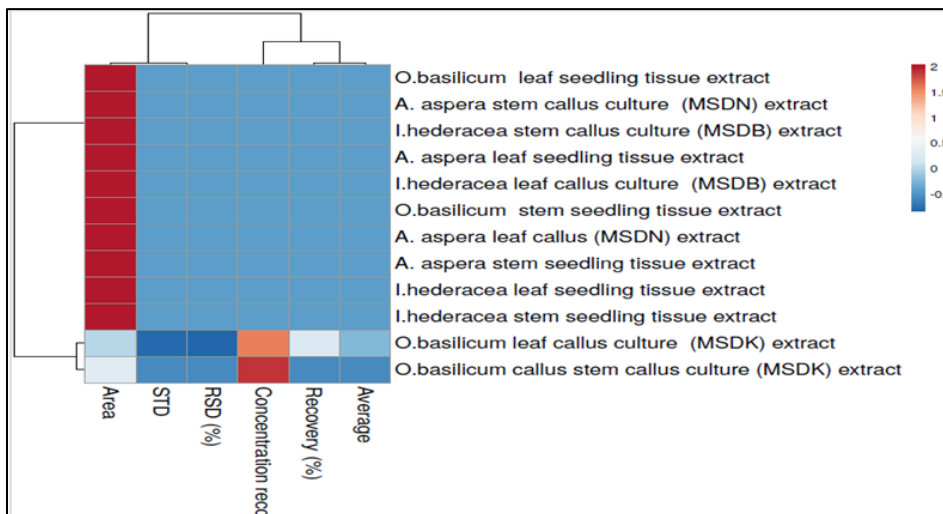 O.basilicum leaf seedling tissue extract
A. aspera stem callus culture (MSDN) extract
I.hederacea stem callus culture (MSDB) extract
A. aspera leaf seedling tissue extract
I.hederacea leaf callus culture (MSDB) extract
O.basilicum stem seedling tissue extract
A. aspera leaf callus (MSDN) extract
A. aspera stem seedling tissue extract
I.hederacea leaf seedling tissue extract
I.hederacea stem seedling tissue extract
O.basilicum leaf callus culture (MSDK) extract
O.basilicum callus stem callus culture (MSDK) extract
Area
STD
RSD (%)
Concentration
Recovery (%)
Average
2
1
0.5
0